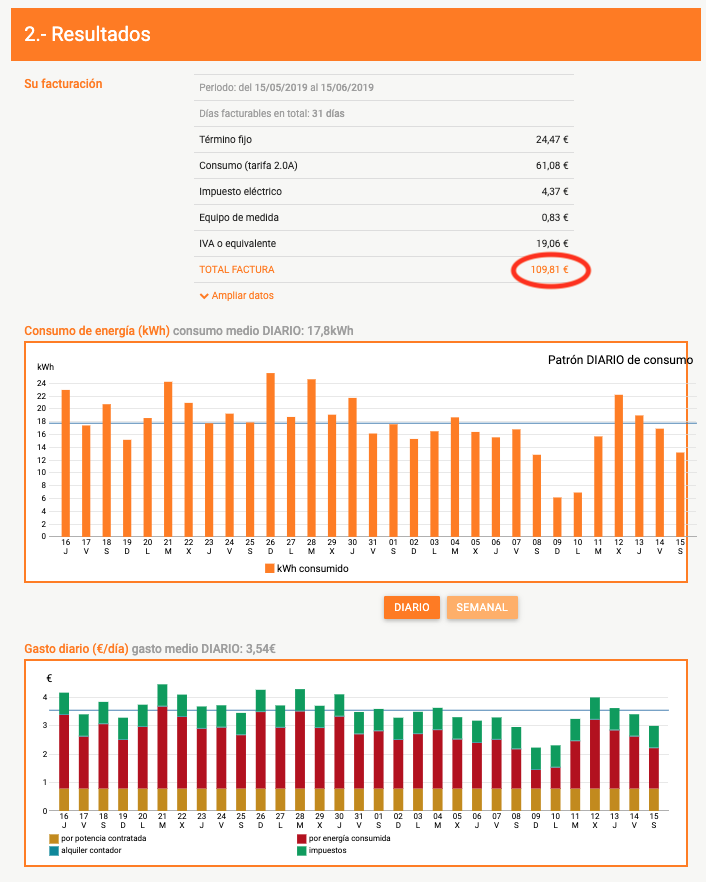 2.- Resultados
Su facturación
Periodo: del 15/05/2019 al 15/06/2019
Días facturables en total: 31 días
Término fijo 24,47 €
Consumo (tarifa 2.0A) 61,08 €
Impuesto eléctrico 4,37 €
Equipo de medida 0,83 €
IVA o equivalente 19,06 €
TOTAL FACTURA 109,81 €
Ampliar datos
Consumo de energía (kWh) consumo medio DIARIO: 17,8kWh
Patrón DIARIO de consumo
kWh
24
22
20
18
16
14
12
10
8
6
4
2
0
16 17 18 19 20 21 22 23 24 25 26 27 28 29 30 31 01 02 03 04 05 06 07 08 09 10 11 12 13 14 15
J V S D L M X J V S D L M X J V S D L M X J V S D L M X J V S
kWh consumido
DIARIO SEMANAL
Gasto diario (€/día) gasto medio DIARIO: 3,54€
€
4
3
2
1
0
16 17 18 19 20 21 22 23 24 25 26 27 28 29 30 31 01 02 03 04 05 06 07 08 09 10 11 12 13 14 15
J V S D L M X J V S D L M X J V S D L M X J V S D L M X J V S
por potencia contratada por energía consumida
alquiler contador impuestos